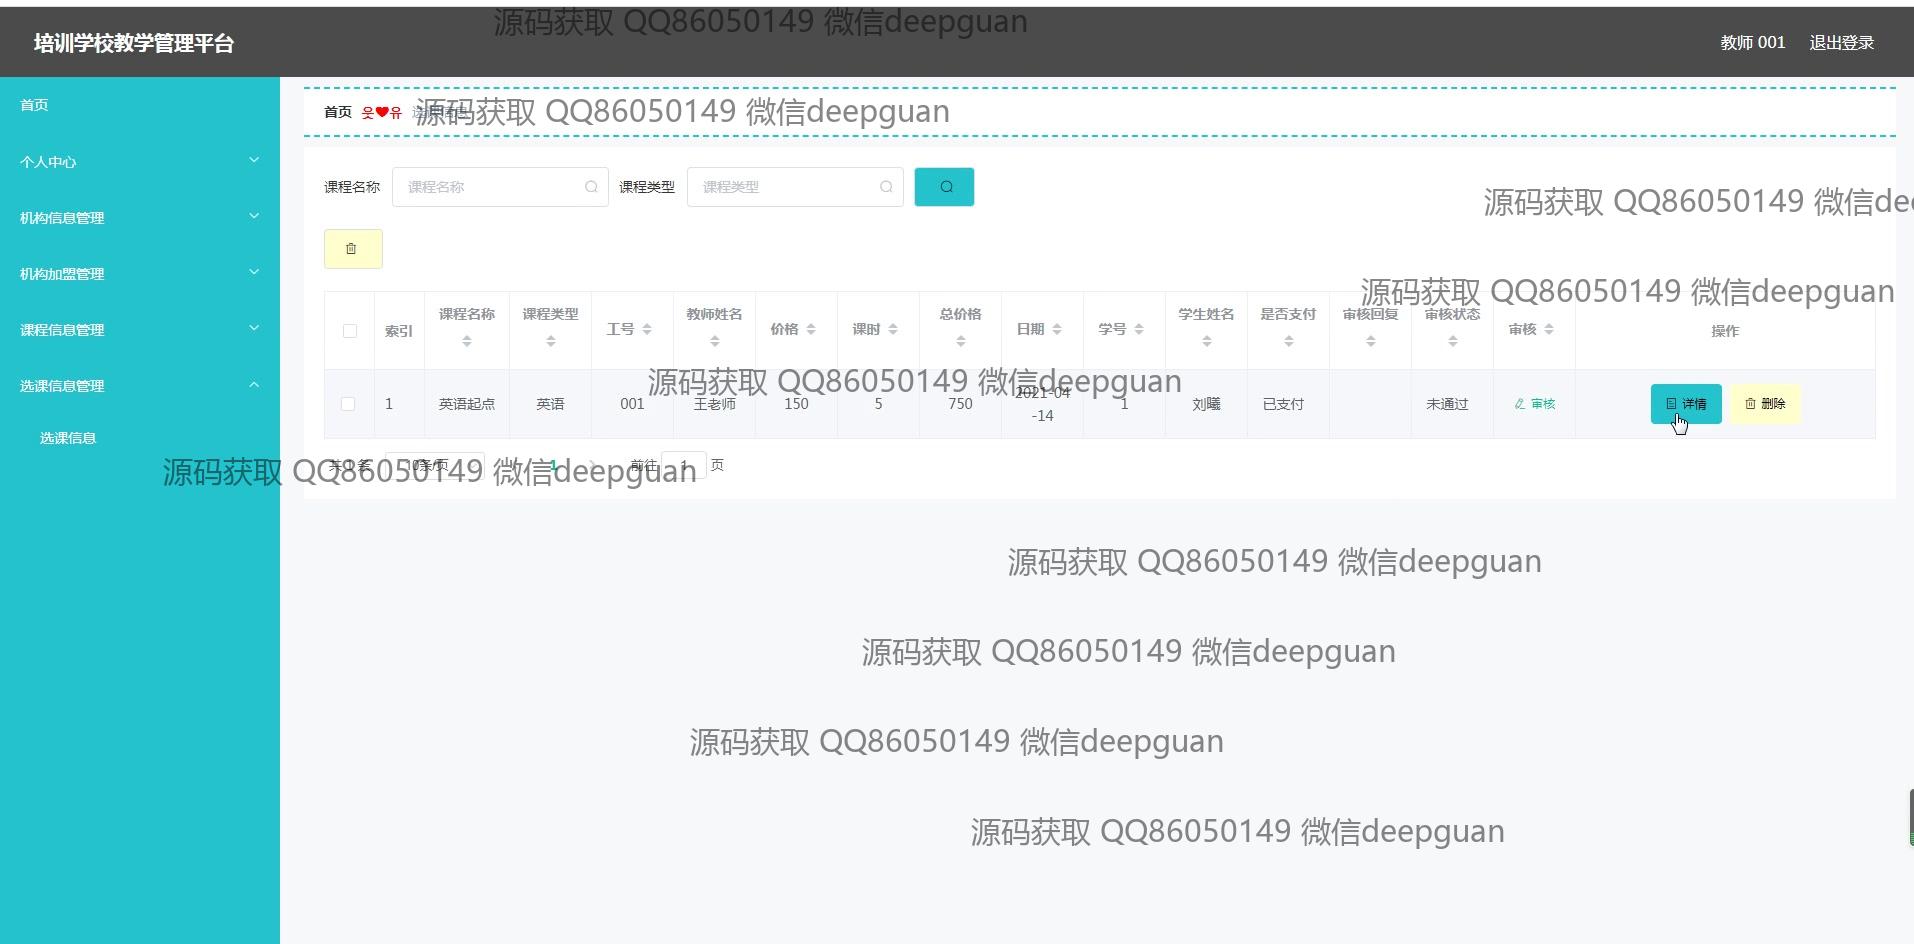 源码获取 QQ86050149 微信deepguan
培训学校教学管理平台
教师 001 退出登录
首页
个人中心
机构信息管理
机构加盟管理
课程信息管理
选课信息管理
选课信息
首页 웃❤유 选课信息
源码获取 QQ86050149 微信deepguan
课程名称 课程名称 课程类型 课程类型
源码获取 QQ86050149 微信dee
源码获取 QQ86050149 微信deepguan
索引 课程名称 课程类型 工号 教师姓名 价格 课时 总价格 日期 学号 学生姓名 是否支付 审核回复 审核状态 审核 操作
源码获取 QQ86050149 微信deepguan
1 英语起点 英语 001 王老师 150 5 750 2021-04-14 1 刘曦 已支付 未通过 审核 详情 删除
共 1 条 10条/页 1 前往 1 页
源码获取 QQ86050149 微信deepguan
源码获取 QQ86050149 微信deepguan
源码获取 QQ86050149 微信deepguan
源码获取 QQ86050149 微信deepguan
源码获取 QQ86050149 微信deepguan